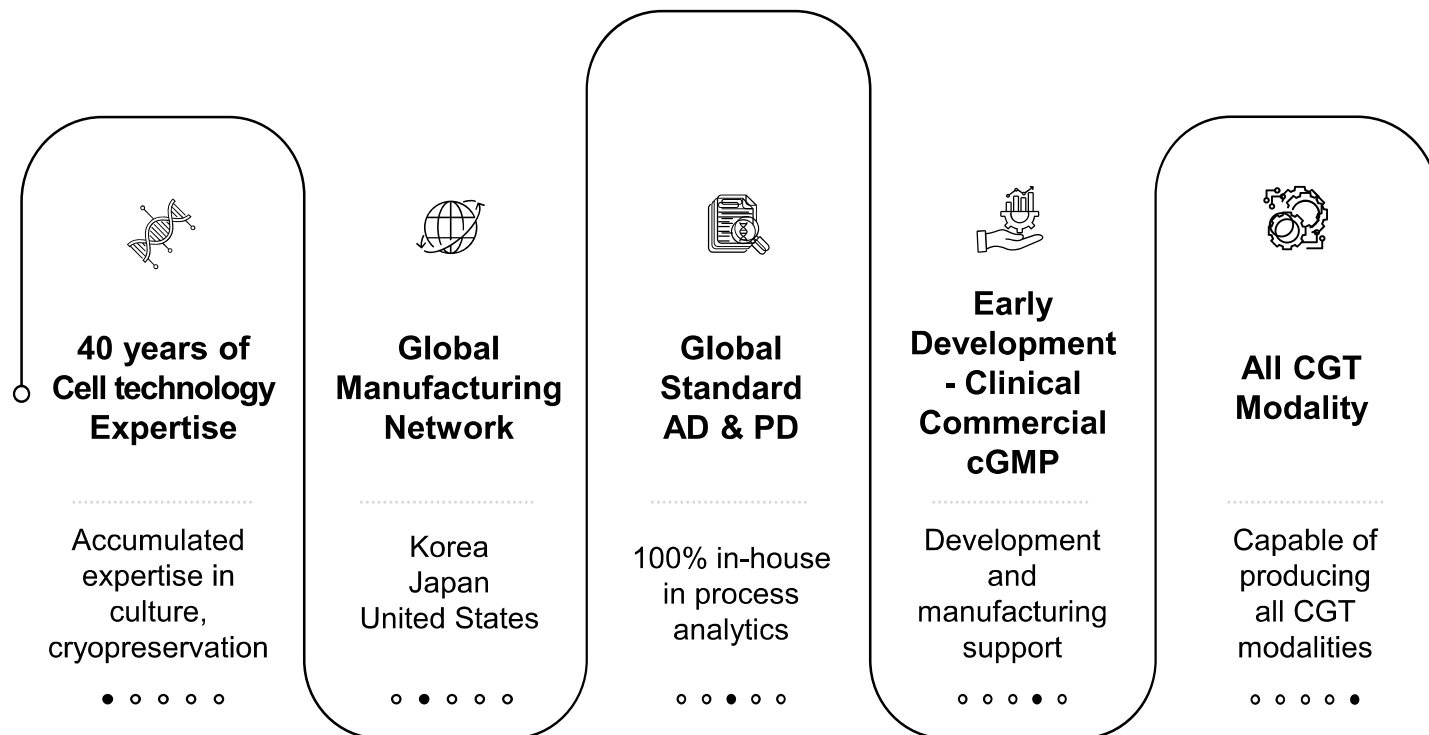 40 years of
Cell technology
Expertise
Accumulated
expertise in
culture,
cryopreservation
Global
Manufacturing
Network
Korea
Japan
United States
Global
Standard
AD & PD
100% in-house
in process
analytics
Early
Development
- Clinical
Commercial
cGMP
Development
and
manufacturing
support
All CGT
Modality
Capable of
producing
all CGT
modalities